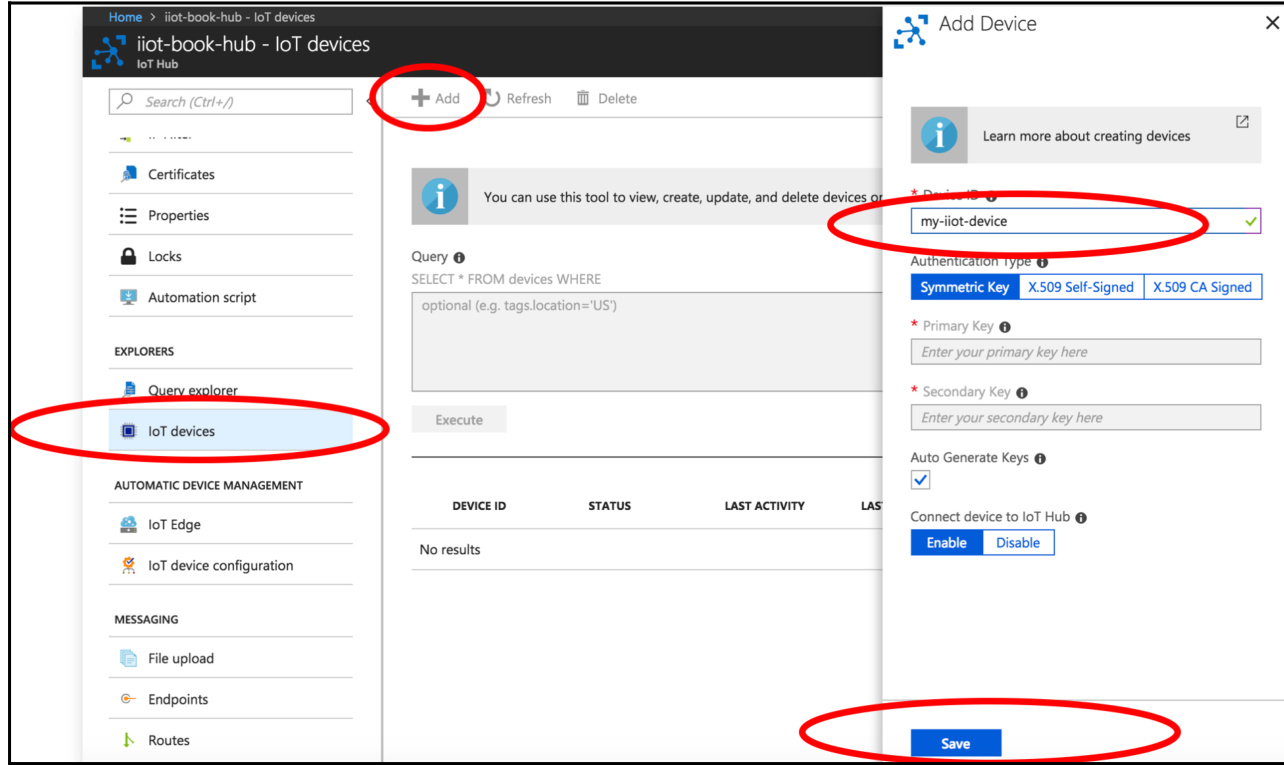 Home > iiot-book-hub - IoT devices
iiot-book-hub - IoT devices
IoT Hub
Search (Ctrl+/)
Certificates
Properties
Locks
Automation script
EXPLORERS
Query explorer
IoT devices
AUTOMATIC DEVICE MANAGEMENT
IoT Edge
IoT device configuration
MESSAGING
File upload
Endpoints
Routes
Add Refresh Delete
You can use this tool to view, create, update, and delete devices on
Query
SELECT * FROM devices WHERE
optional (e.g. tags.location='US')
Execute
DEVICE ID STATUS LAST ACTIVITY LAS
No results
Add Device
Learn more about creating devices
* Device ID
my-iiot-device
Authentication Type
Symmetric Key X.509 Self-Signed X.509 CA Signed
* Primary Key
Enter your primary key here
* Secondary Key
Enter your secondary key here
Auto Generate Keys
Connect device to IoT Hub
Enable Disable
Save